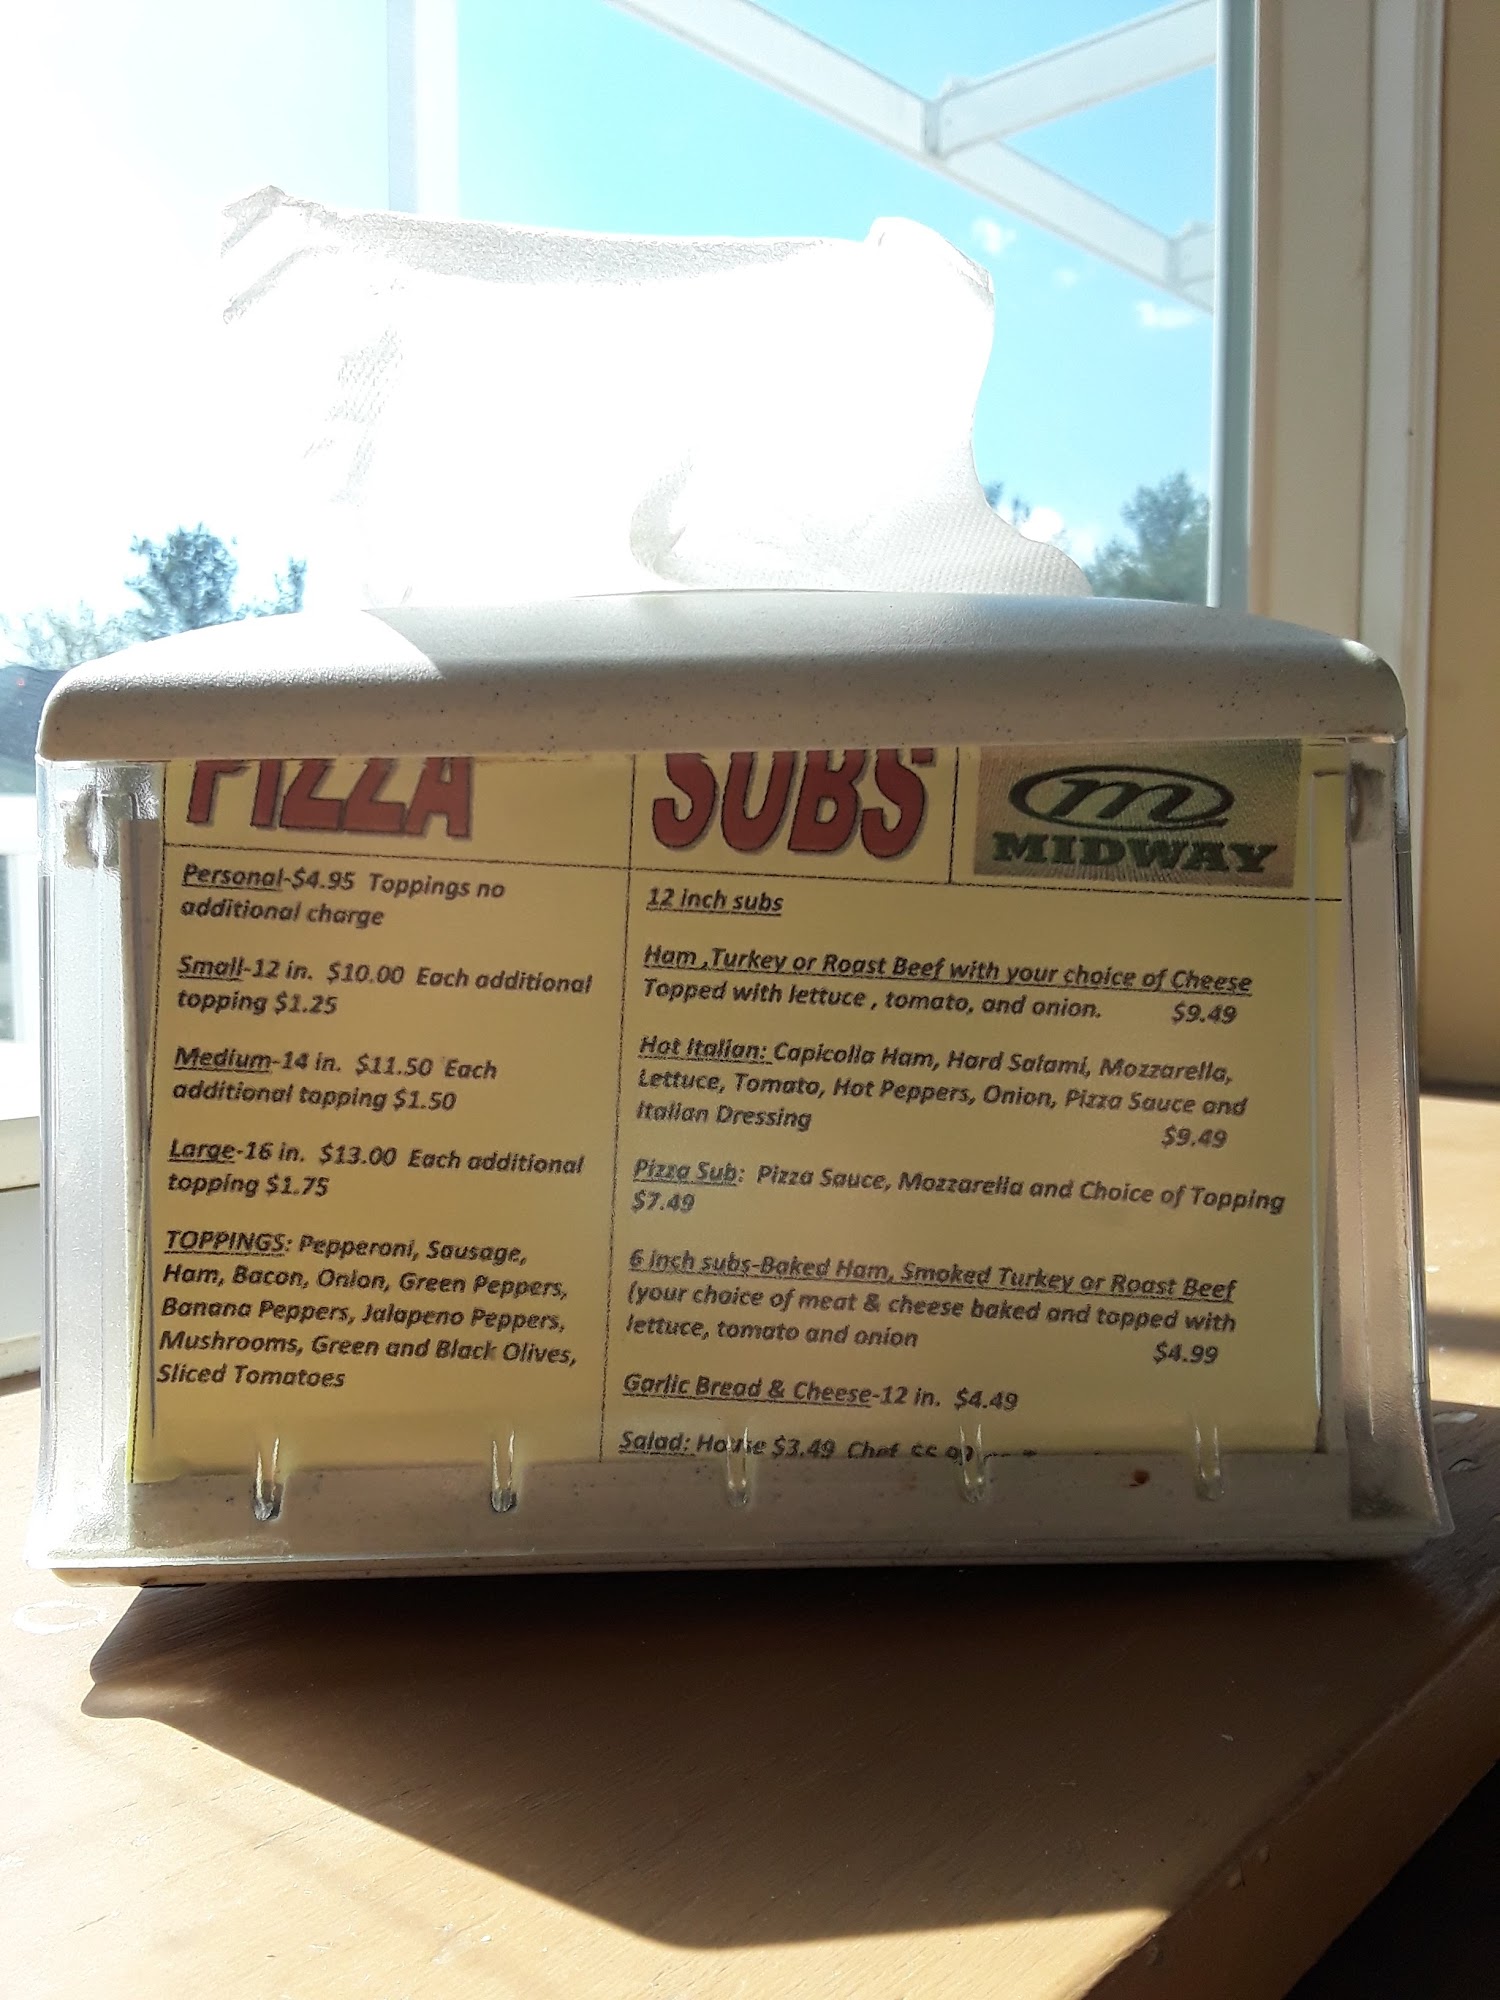 PIZZA
Personal-$4.95 Toppings no
additional charge
Small-12 in. $10.00 Each additional
topping $1.25
Medium-14 in. $11.50 Each
additional topping $1.50
Large-16 in. $13.00 Each additional
topping $1.75
TOPPINGS: Pepperoni, Sausage,
Ham, Bacon, Onion, Green Peppers,
Banana Peppers, Jalapeno Peppers,
Mushrooms, Green and Black Olives,
Sliced Tomatoes
SUBS
m
MIDWAY
12 inch subs
Ham ,Turkey or Roast Beef with your choice of Cheese
Topped with lettuce , tomato, and onion. $9.49
Hot Italian: Capicolla Ham, Hard Salami, Mozzarella,
Lettuce, Tomato, Hot Peppers, Onion, Pizza Sauce and
Italian Dressing $9.49
Pizza Sub: Pizza Sauce, Mozzarella and Choice of Topping
$7.49
6 inch subs-Baked Ham, Smoked Turkey or Roast Beef
(your choice of meat & cheese baked and topped with
lettuce, tomato and onion $4.99
Garlic Bread & Cheese-12 in. $4.49
Salad: House $3.49 Chef